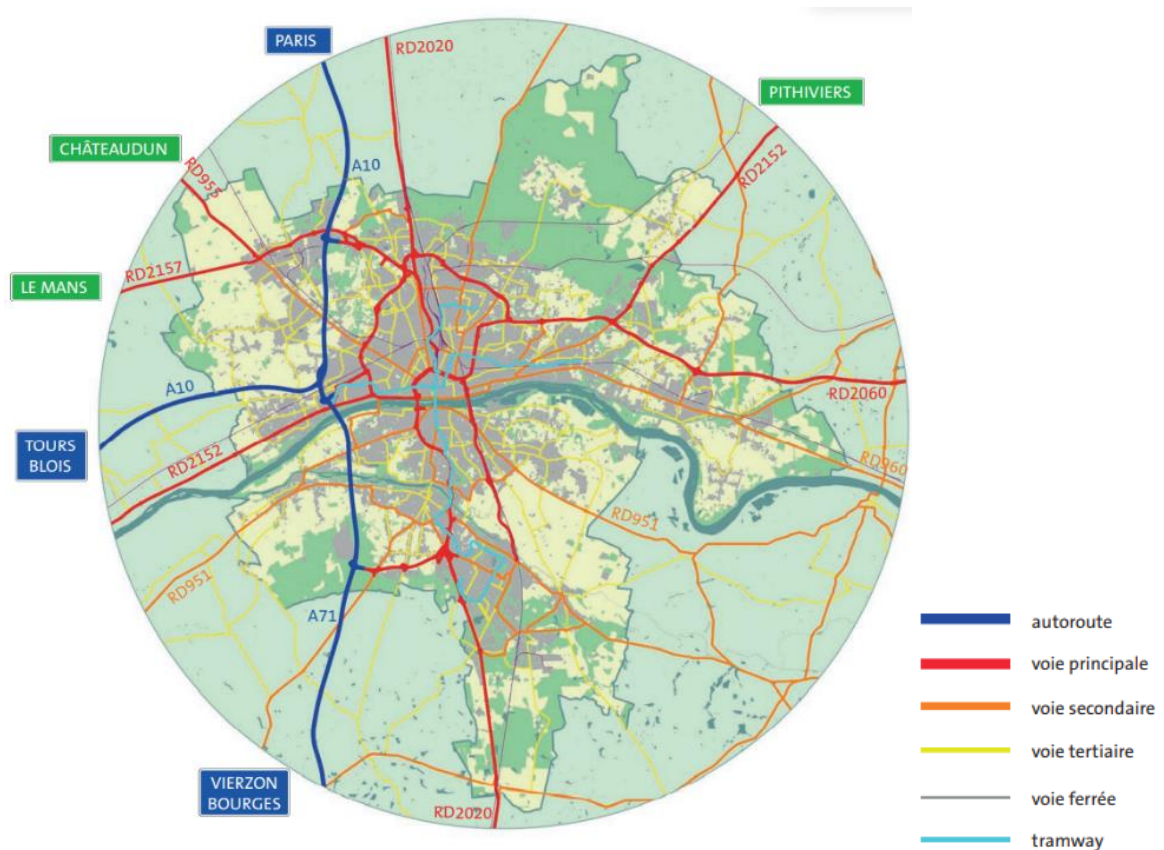 PARIS
RD2020
PITHIVIERS
CHÂTEAUDUN
RD955
A10
RD2152
LE MANS
RD2157
A10
RD2060
TOURS
BLOIS
RD2152
RD960
RD951
RD951
A71
VIERZON
BOURGES
RD2020
autoroute
voie principale
voie secondaire
voie tertiaire
voie ferrée
tramway